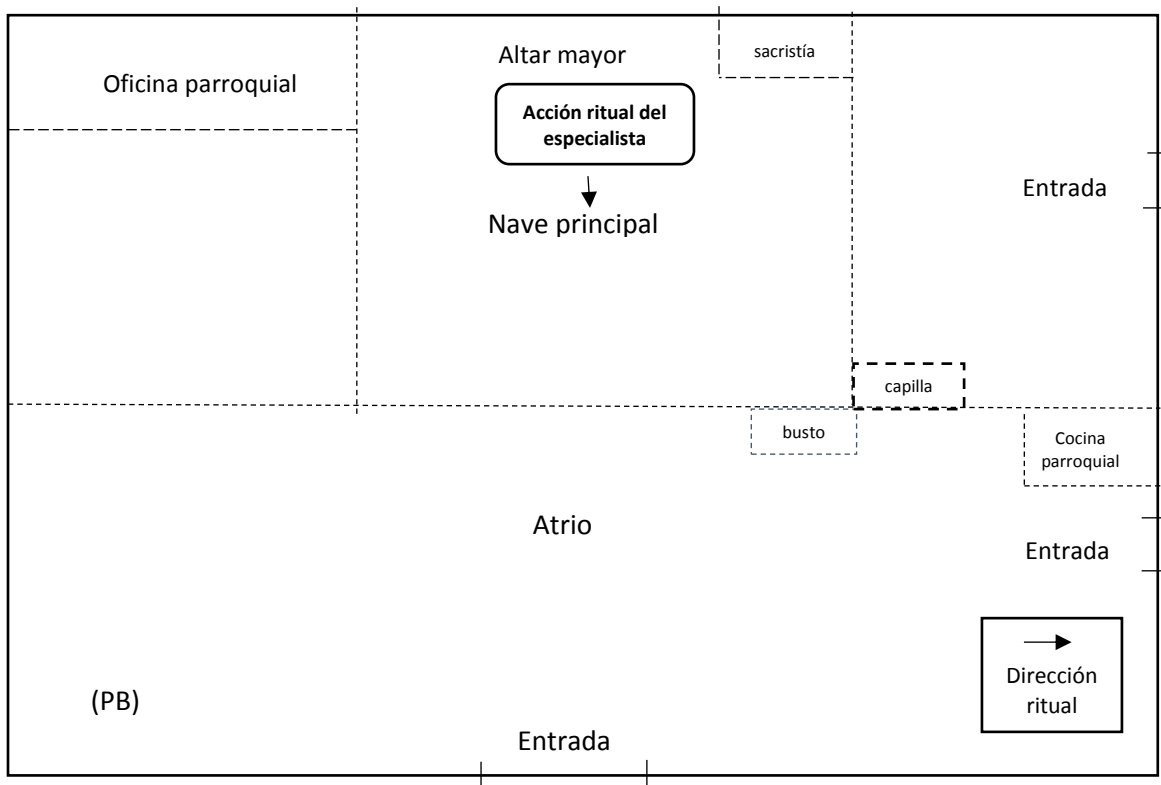 Altar mayor
sacristía
Oficina parroquial
Acción ritual del
especialista
Entrada
Nave principal
capilla
busto
Cocina
parroquial
Atrio
Entrada
Dirección
ritual
(PB)
Entrada